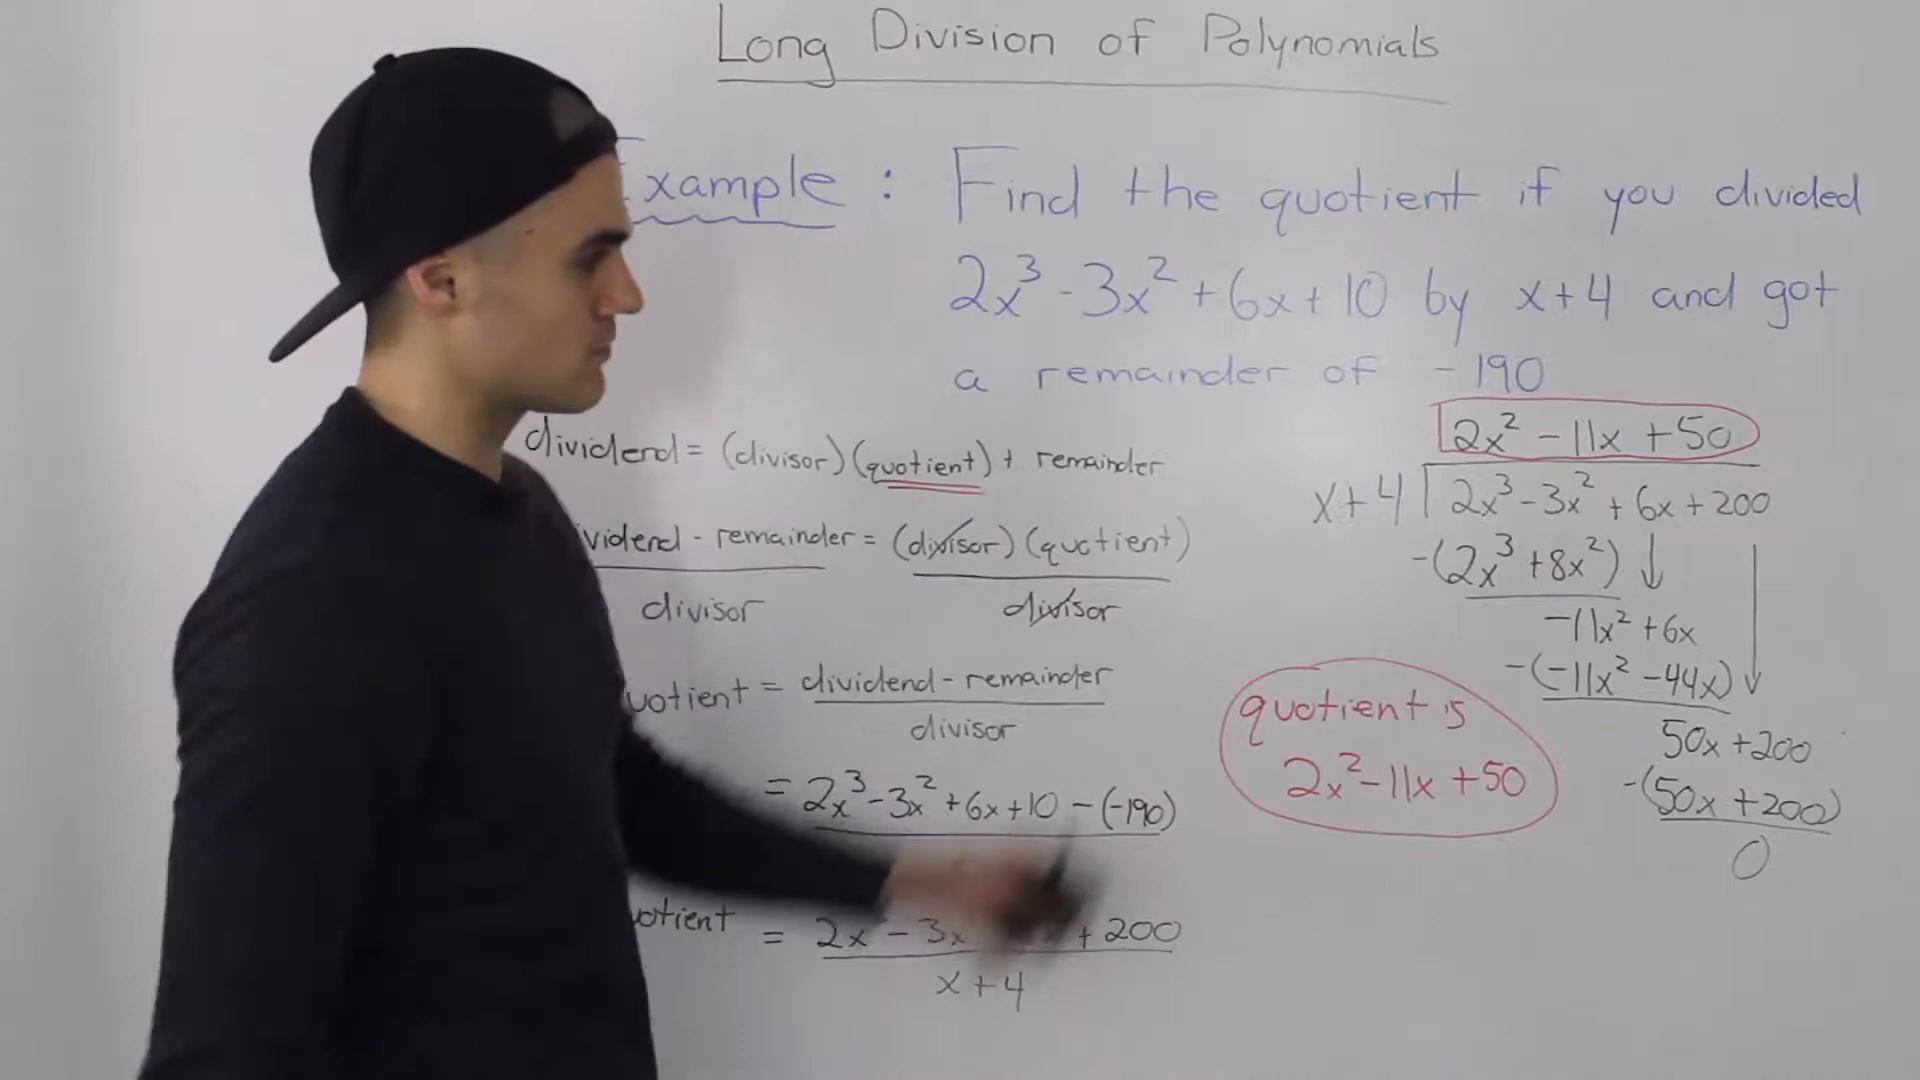 Long Division of Polynomials
Example : Find the quotient if you divided
2x³ - 3x² + 6x + 10 by x + 4 and got
a remainder of -190
dividend = (divisor)(quotient) + remainder
vidend - remainder = (divisor)(quotient)
divisor divisor
uotient = dividend - remainder
divisor
= 2x³ - 3x² + 6x + 10 - (-190)
uotient = 2x - 3x + 200
x + 4
2x² - 11x + 50
x + 4 2x³ - 3x² + 6x + 200
-(2x³ + 8x²) ↓
-11x² + 6x
-(-11x² - 44x) ↓
50x + 200
-(50x + 200)
0
quotient is
2x² - 11x + 50